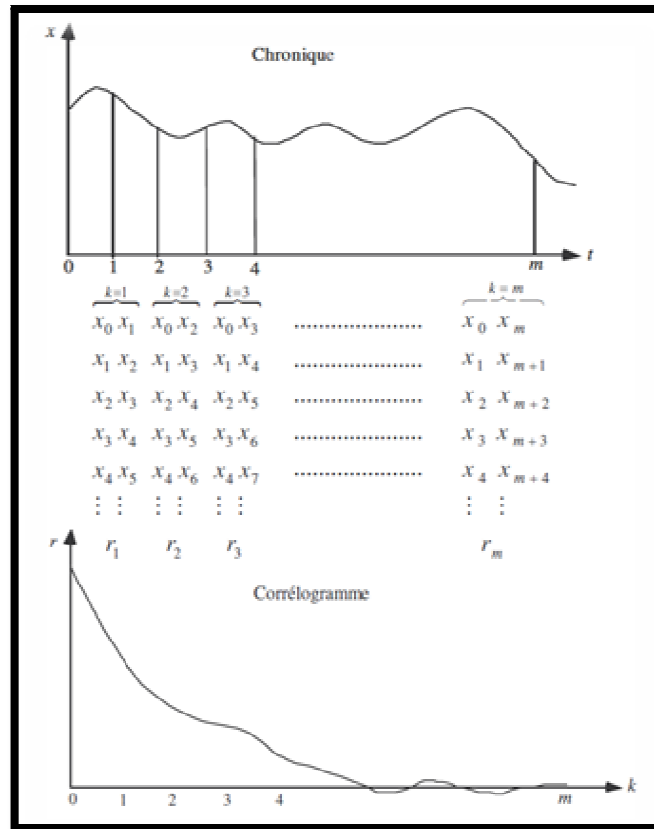 x
Chronique
0 1 2 3 4 m t
k=1 k=2 k=3 k = m
x₀ x₁ x₀ x₂ x₀ x₃ .................... x₀ xₘ
x₁ x₂ x₁ x₃ x₁ x₄ .................... x₁ xₘ₊₁
x₂ x₃ x₂ x₄ x₂ x₅ .................... x₂ xₘ₊₂
x₃ x₄ x₃ x₅ x₃ x₆ .................... x₃ xₘ₊₃
x₄ x₅ x₄ x₆ x₄ x₇ .................... x₄ xₘ₊₄
⋮ ⋮ ⋮ ⋮ ⋮ ⋮ ⋮ ⋮
r r₁ r₂ r₃ rₘ
Corrélogramme
0 1 2 3 4 m k